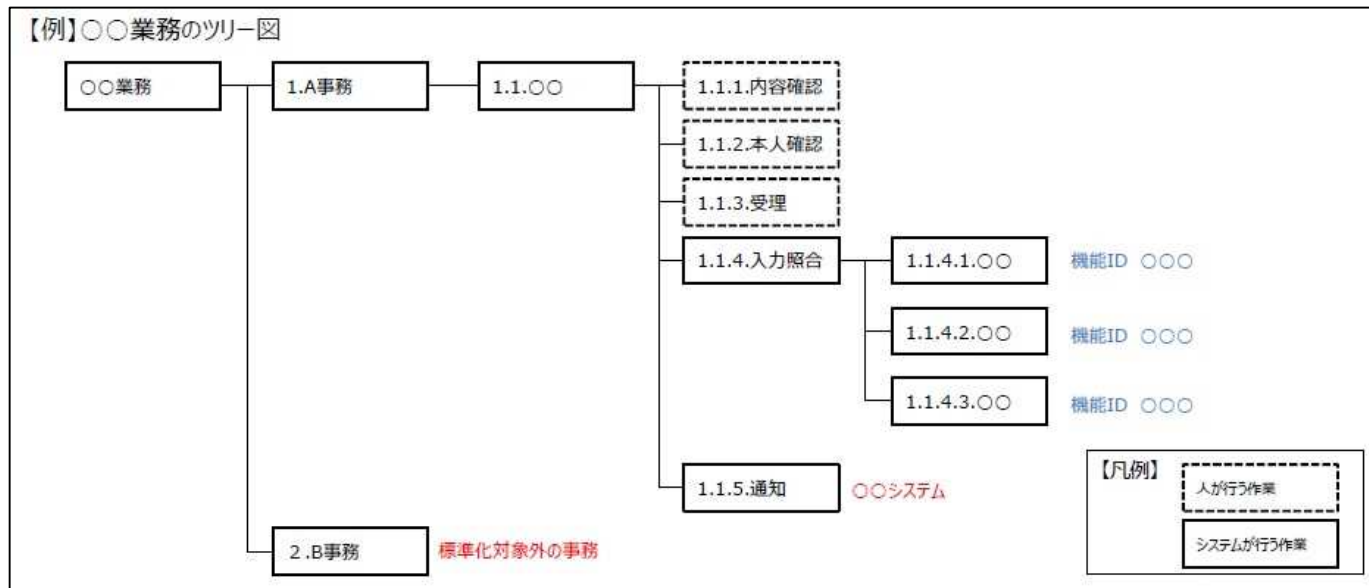 【例】○○業務のツリー図
○○業務
1.A事務
1.1.○○
1.1.1.内容確認
1.1.2.本人確認
1.1.3.受理
1.1.4.入力照合
1.1.4.1.○○
機能ID ○○○
1.1.4.2.○○
機能ID ○○○
1.1.4.3.○○
機能ID ○○○
1.1.5.通知
○○システム
2.B事務
標準化対象外の事務
【凡例】
人が行う作業
システムが行う作業